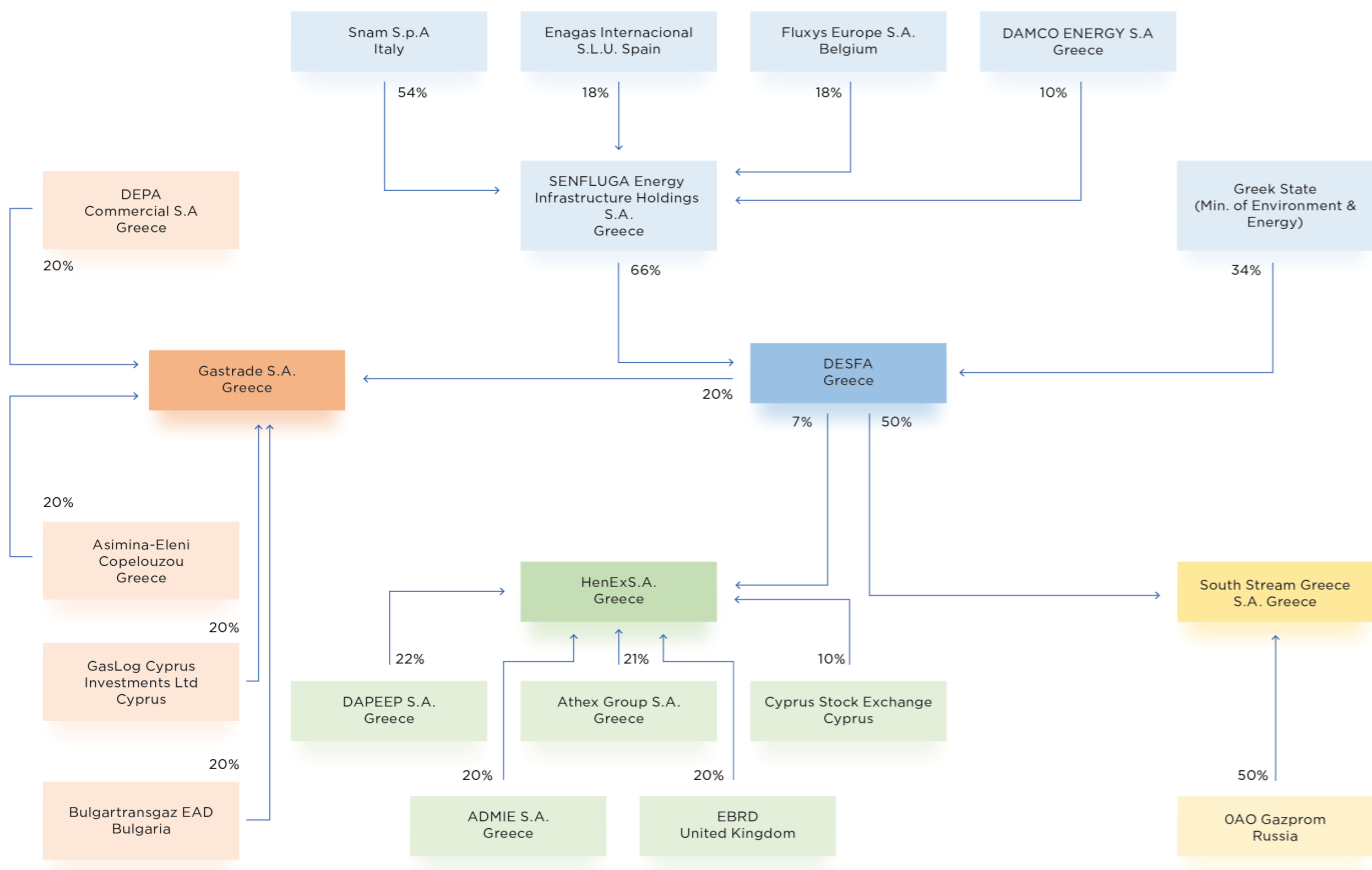 Snam S.p.A
Italy
Enagas Internacional
S.L.U. Spain
Fluxys Europe S.A.
Belgium
DAMCO ENERGY S.A
Greece
54%
18%
18%
10%
DEPA
Commercial S.A
Greece
SENFLUGA Energy
Infrastructure Holdings
S.A.
Greece
Greek State
(Min. of Environment &
Energy)
20%
66%
34%
Gastrade S.A.
Greece
DESFA
Greece
20%
7%
50%
20%
Asimina-Eleni
Copelouzou
Greece
HenExS.A.
Greece
South Stream Greece
S.A. Greece
20%
GasLog Cyprus
Investments Ltd
Cyprus
22%
21%
10%
DAPEEP S.A.
Greece
Athex Group S.A.
Greece
Cyprus Stock Exchange
Cyprus
20%
20%
20%
50%
Bulgartransgaz EAD
Bulgaria
ADMIE S.A.
Greece
EBRD
United Kingdom
0AO Gazprom
Russia